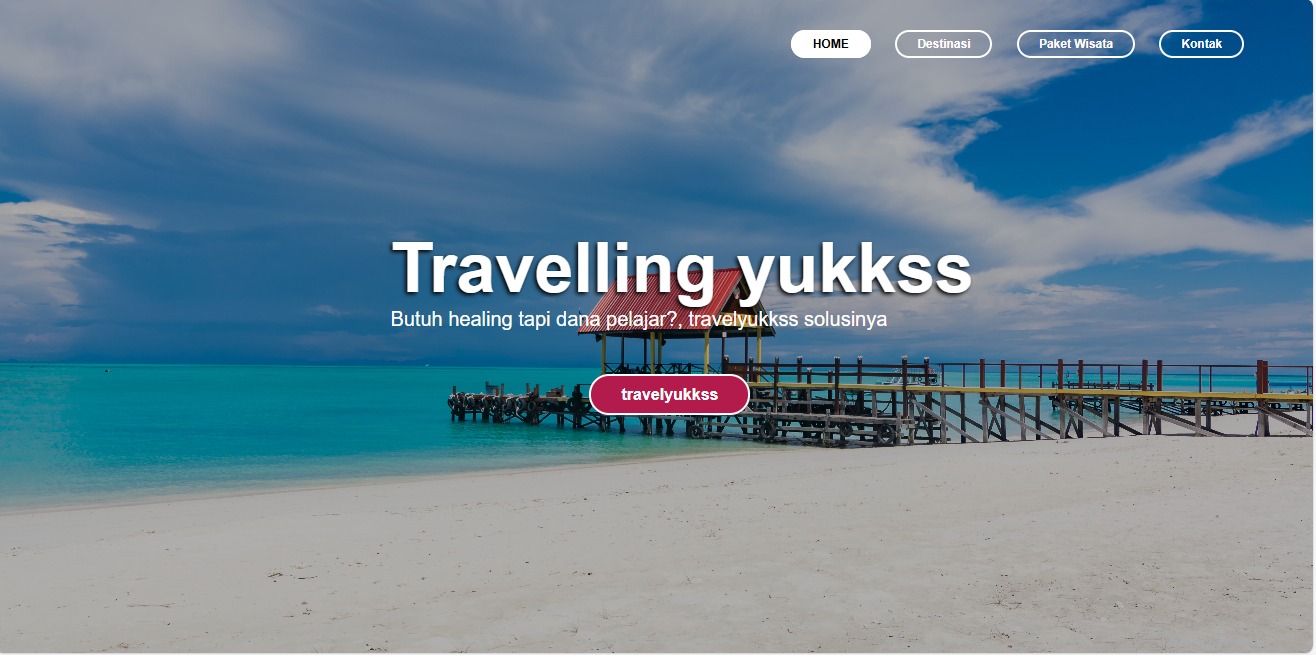 HOME Destinasi Paket Wisata Kontak
Travelling yukkss
Butuh healing tapi dana pelajar?, travelyukkss solusinya
travelyukkss